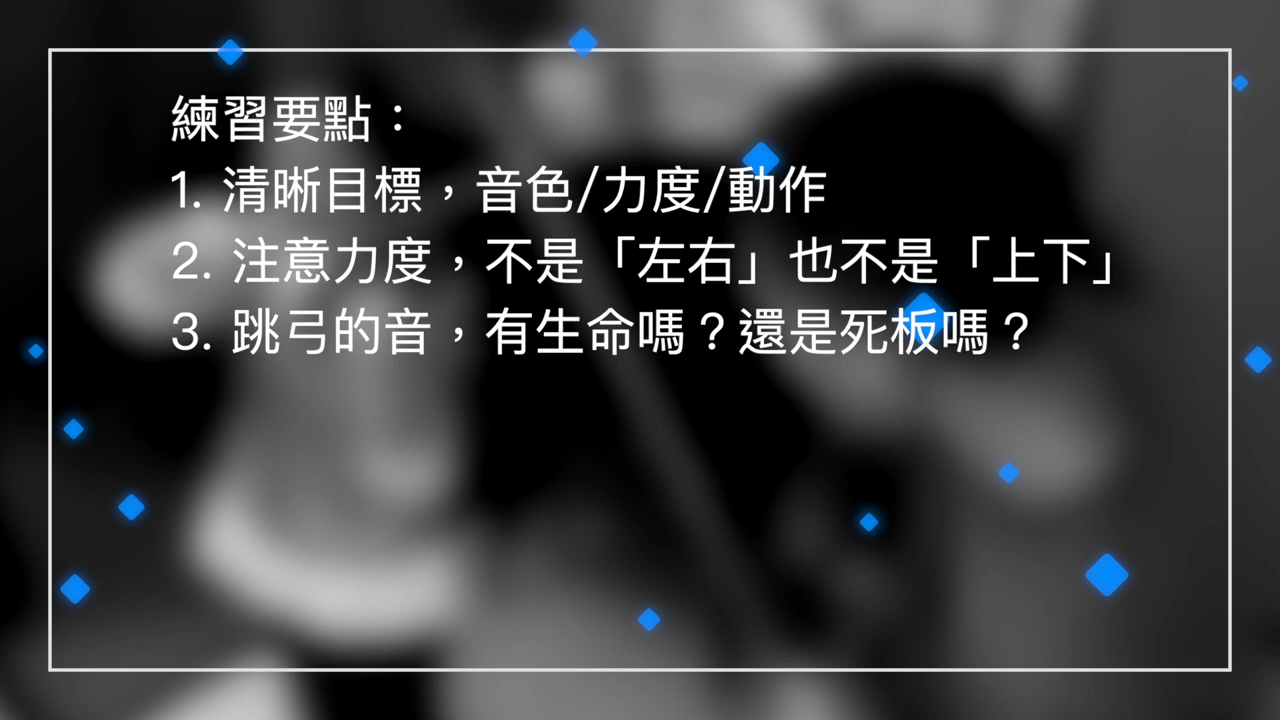 練習要點：
1. 清晰目標，音色/力度/動作
2. 注意力度，不是「左右」也不是「上下」
3. 跳弓的音，有生命嗎？還是死板嗎？